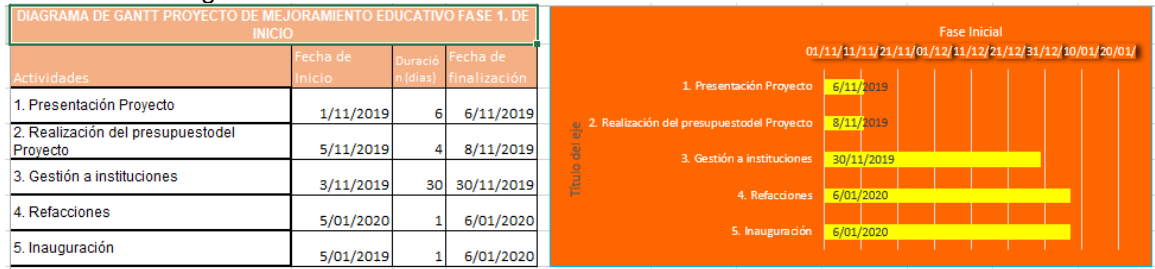 DIAGRAMA DE GANTT PROYECTO DE MEJORAMIENTO EDUCATIVO FASE 1. DE
INICIO
Actividades
Fecha de
Inicio
Duració
n (días)
Fecha de
finalización
1. Presentación Proyecto
1/11/2019
6
6/11/2019
2. Realización del presupuestodel
Proyecto
5/11/2019
4
8/11/2019
3. Gestión a instituciones
3/11/2019
30
30/11/2019
4. Refacciones
5/01/2020
1
6/01/2020
5. Inauguración
5/01/2019
1
6/01/2020
Fase Inicial
01/11/11/11/21/11/01/12/11/12/21/12/31/12/10/01/20/01/
Título del eje
1. Presentación Proyecto
6/11/2019
2. Realización del presupuestodel Proyecto
8/11/2019
3. Gestión a instituciones
30/11/2019
4. Refacciones
6/01/2020
5. Inauguración
6/01/2020